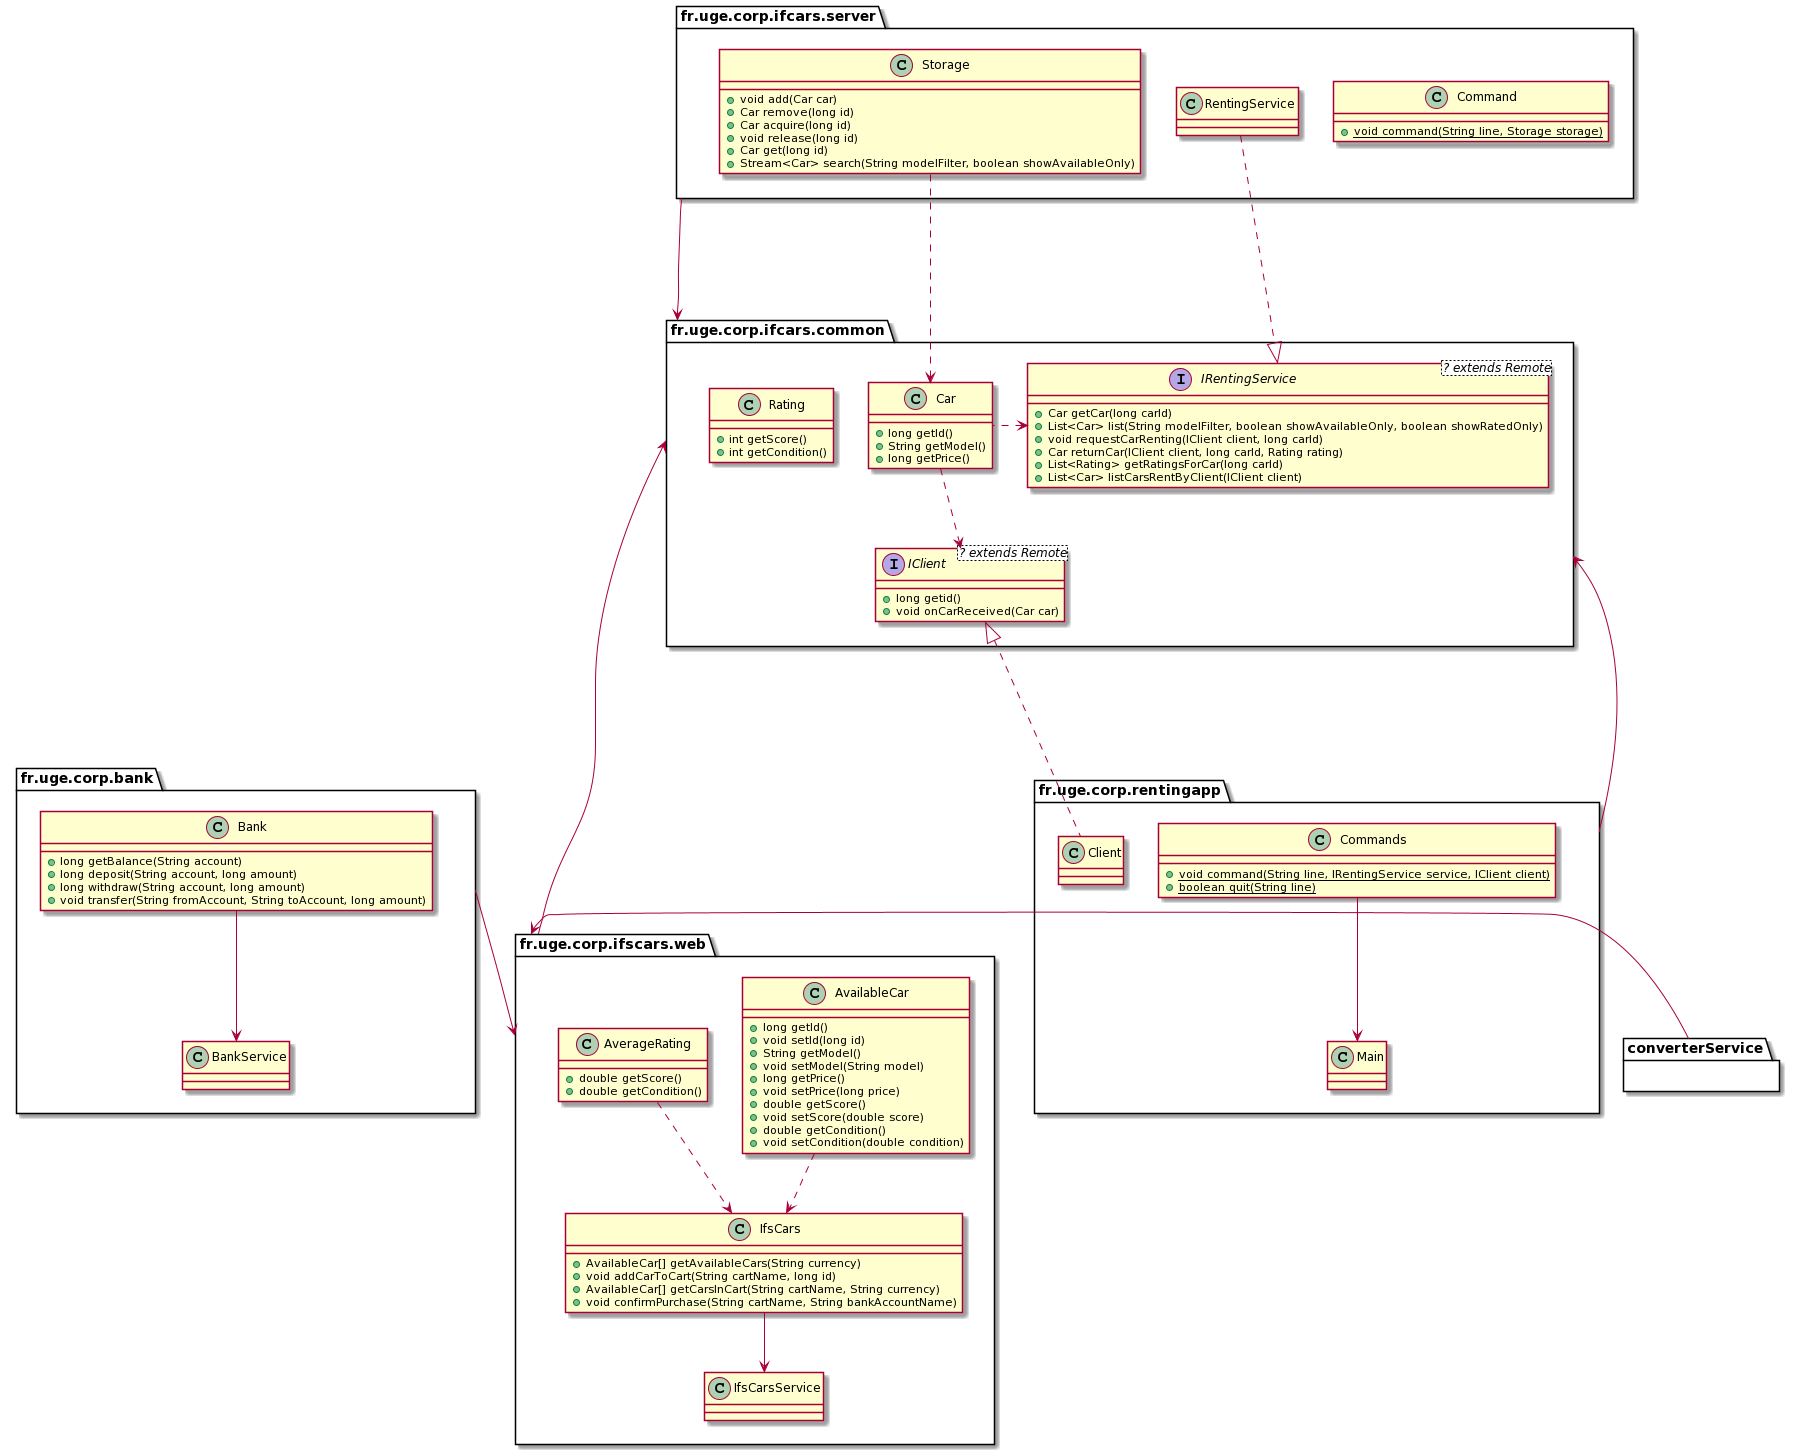 fr.uge.corp.ifcars.server
C Storage
void add(Car car)
Car remove(long id)
Car acquire(long id)
void release(long id)
Car get(long id)
Stream<Car> search(String modelFilter, boolean showAvailableOnly)
C RentingService
C Command
void command(String line, Storage storage)
fr.uge.corp.ifcars.common
C Rating
int getScore()
int getCondition()
C Car
long getId()
String getModel()
long getPrice()
I IRentingService
? extends Remote
Car getCar(long carId)
List<Car> list(String modelFilter, boolean showAvailableOnly, boolean showRatedOnly)
void requestCarRenting(IClient client, long carId)
Car returnCar(IClient client, long carId, Rating rating)
List<Rating> getRatingsForCar(long carId)
List<Car> listCarsRentByClient(IClient client)
I IClient
? extends Remote
long getid()
void onCarReceived(Car car)
fr.uge.corp.bank
C Bank
long getBalance(String account)
long deposit(String account, long amount)
long withdraw(String account, long amount)
void transfer(String fromAccount, String toAccount, long amount)
C BankService
fr.uge.corp.rentingapp
C Client
C Commands
void command(String line, IRentingService service, IClient client)
boolean quit(String line)
C Main
fr.uge.corp.ifscars.web
C AverageRating
double getScore()
double getCondition()
C AvailableCar
long getId()
void setId(long id)
String getModel()
void setModel(String model)
long getPrice()
void setPrice(long price)
double getScore()
void setScore(double score)
double getCondition()
void setCondition(double condition)
C IfsCars
AvailableCar[] getAvailableCars(String currency)
void addCarToCart(String cartName, long id)
AvailableCar[] getCarsInCart(String cartName, String currency)
void confirmPurchase(String cartName, String bankAccountName)
C IfsCarsService
converterService